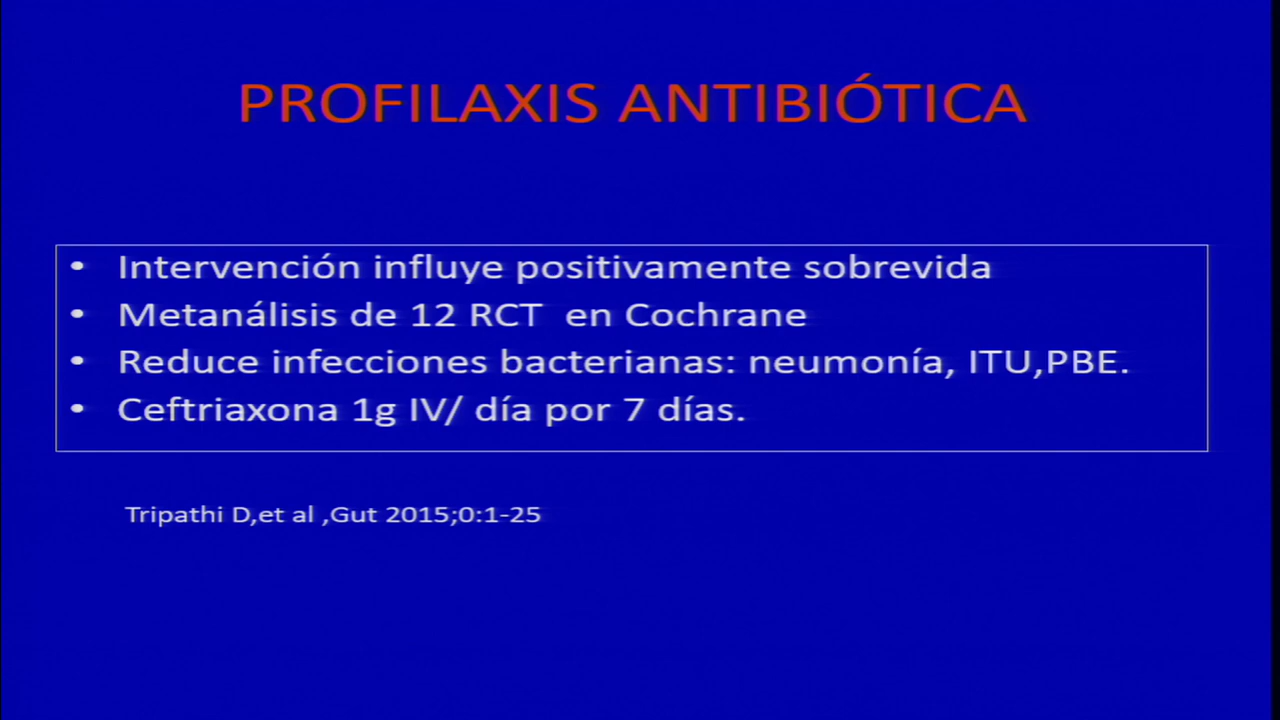 PROFILAXIS ANTIBIÓTICA
• Intervención influye positivamente sobrevida
• Metanálisis de 12 RCT en Cochrane
• Reduce infecciones bacterianas: neumonía, ITU,PBE.
• Ceftriaxona 1g IV/ día por 7 días.
Tripathi D,et al ,Gut 2015;0:1-25